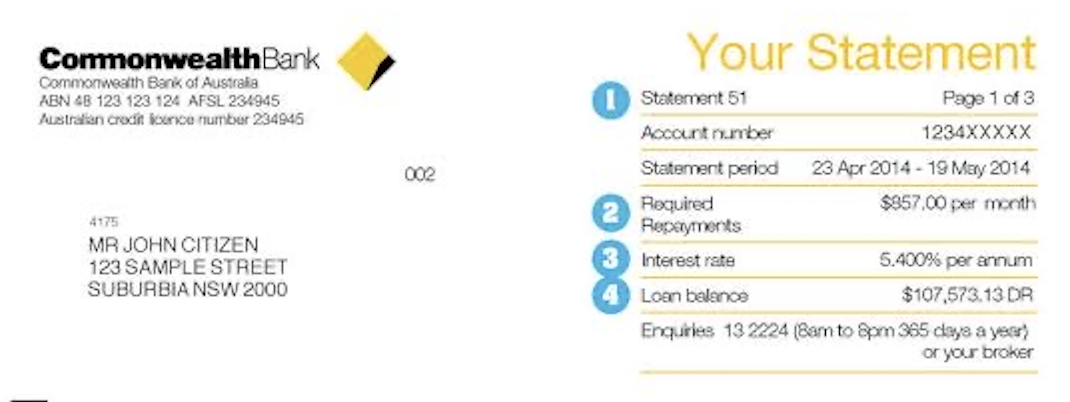 CommonwealthBank
Commonwealth Bank of Australia
ABN 48 123 123 124 AFSL 234945
Australian credit licence number 234945
002
4175
MR JOHN CITIZEN
123 SAMPLE STREET
SUBURBIA NSW 2000
Your Statement
1 Statement 51 Page 1 of 3
Account number 1234XXXXX
Statement period 23 Apr 2014 - 19 May 2014
2 Required $857.00 per month
Repayments
3 Interest rate 5.400% per annum
4 Loan balance $107,573.13 DR
Enquiries 13 2224 (8am to 8pm 365 days a year)
or your broker